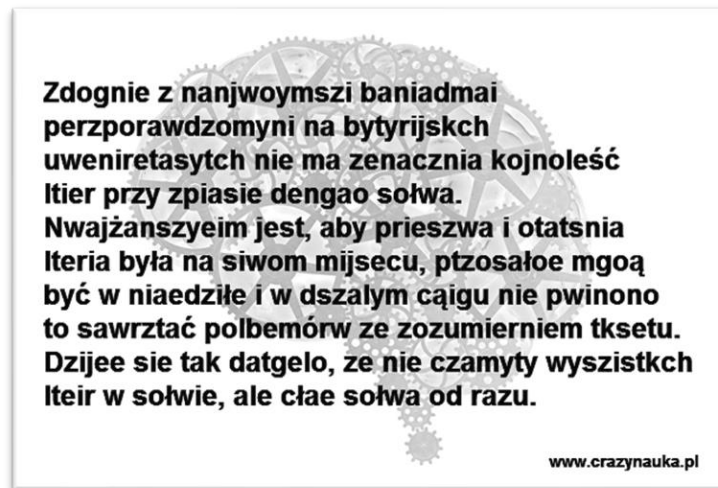 Zdognie z nanjwoymszi baniadmai
perzporawdzomyni na bytyrijskch
uweniretasytch nie ma zenacznia kojnoleść
ltier przy zpiasie dengao sołwa.
Nwajżanszyeim jest, aby prieszwa i otatsnia
lteria była na siwom mijsecu, ptzosałoe mgoą
być w niaedziłe i w dszalym cąigu nie pwinono
to sawrztać polbemórw ze zozumierniem tksetu.
Dzijee sie tak datgelo, ze nie czamyty wyszistkch
lteir w sołwie, ale cłae sołwa od razu.
www.crazynauka.pl